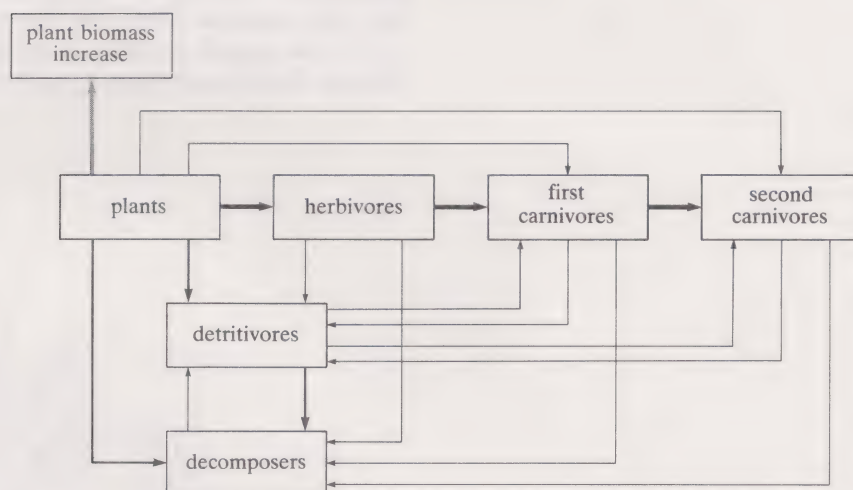 plant biomass
increase
plants
herbivores
first
carnivores
second
carnivores
detritivores
decomposers